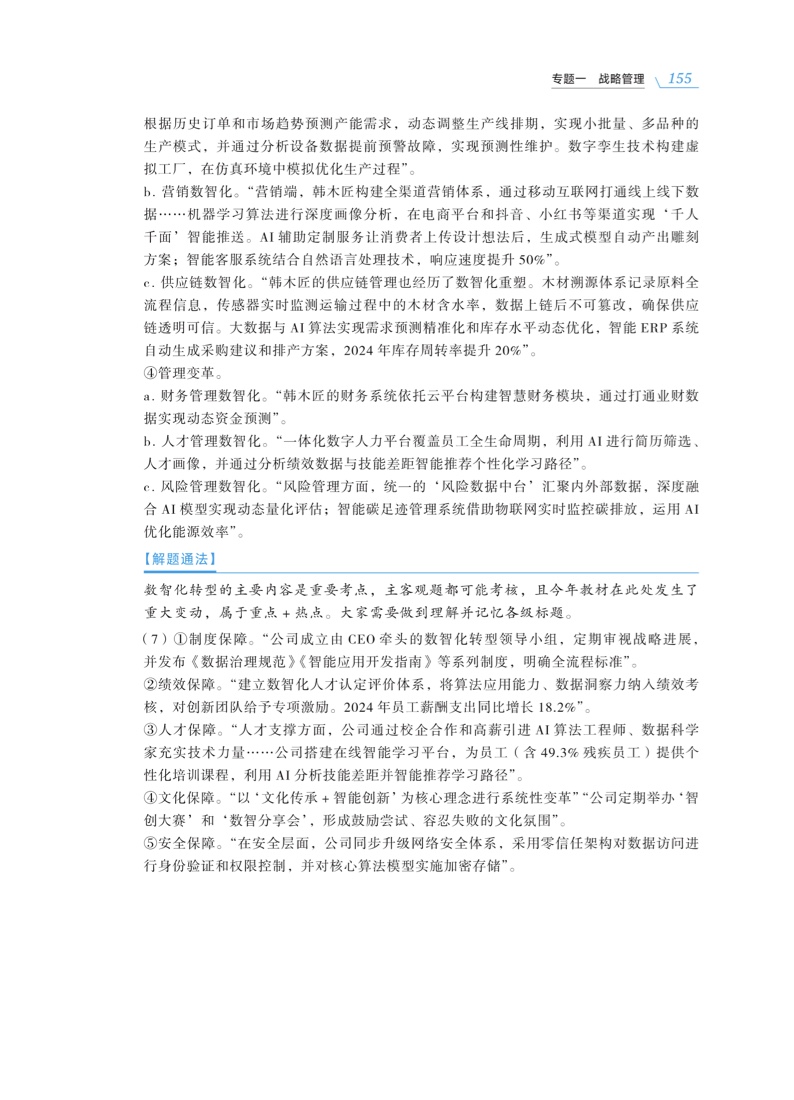 专题一　战略管理　155
根据历史订单和市场趋势预测产能需求，动态调整生产线排期，实现小批量、多品种的
生产模式，并通过分析设备数据提前预警故障，实现预测性维护。数字孪生技术构建虚
拟工厂，在仿真环境中模拟优化生产过程”。
b. 营销数智化。“营销端，韩木匠构建全渠道营销体系，通过移动互联网打通线上线下数
据……机器学习算法进行深度画像分析，在电商平台和抖音、小红书等渠道实现‘千人
千面’智能推送。AI 辅助定制服务让消费者上传设计想法后，生成式模型自动产出雕刻
方案；智能客服系统结合自然语言处理技术，响应速度提升 50%”。
c. 供应链数智化。“韩木匠的供应链管理也经历了数智化重塑。木材溯源体系记录原料全
流程信息，传感器实时监测运输过程中的木材含水率，数据上链后不可篡改，确保供应
链透明可信。大数据与 AI 算法实现需求预测精准化和库存水平动态优化，智能 ERP 系统
自动生成采购建议和排产方案，2024 年库存周转率提升 20%”。
④管理变革。
a. 财务管理数智化。“韩木匠的财务系统依托云平台构建智慧财务模块，通过打通业财数
据实现动态资金预测”。
b. 人才管理数智化。“一体化数字人力平台覆盖员工全生命周期，利用 AI 进行简历筛选、
人才画像，并通过分析绩效数据与技能差距智能推荐个性化学习路径”。
c. 风险管理数智化。“风险管理方面，统一的‘风险数据中台’汇聚内外部数据，深度融
合 AI 模型实现动态量化评估；智能碳足迹管理系统借助物联网实时监控碳排放，运用 AI
优化能源效率”。
【解题通法】
数智化转型的主要内容是重要考点，主客观题都可能考核，且今年教材在此处发生了
重大变动，属于重点 + 热点。大家需要做到理解并记忆各级标题。
（7）①制度保障。“公司成立由 CEO 牵头的数智化转型领导小组，定期审视战略进展，
并发布《数据治理规范》《智能应用开发指南》等系列制度，明确全流程标准”。
②绩效保障。“建立数智化人才认定评价体系，将算法应用能力、数据洞察力纳入绩效考
核，对创新团队给予专项激励。2024 年员工薪酬支出同比增长 18.2%”。
③人才保障。“人才支撑方面，公司通过校企合作和高薪引进 AI 算法工程师、数据科学
家充实技术力量……公司搭建在线智能学习平台，为员工（含 49.3% 残疾员工）提供个
性化培训课程，利用 AI 分析技能差距并智能推荐学习路径”。
④文化保障。“以‘文化传承 + 智能创新’为核心理念进行系统性变革”“公司定期举办‘智
创大赛’和‘数智分享会’，形成鼓励尝试、容忍失败的文化氛围”。
⑤安全保障。“在安全层面，公司同步升级网络安全体系，采用零信任架构对数据访问进
行身份验证和权限控制，并对核心算法模型实施加密存储”。